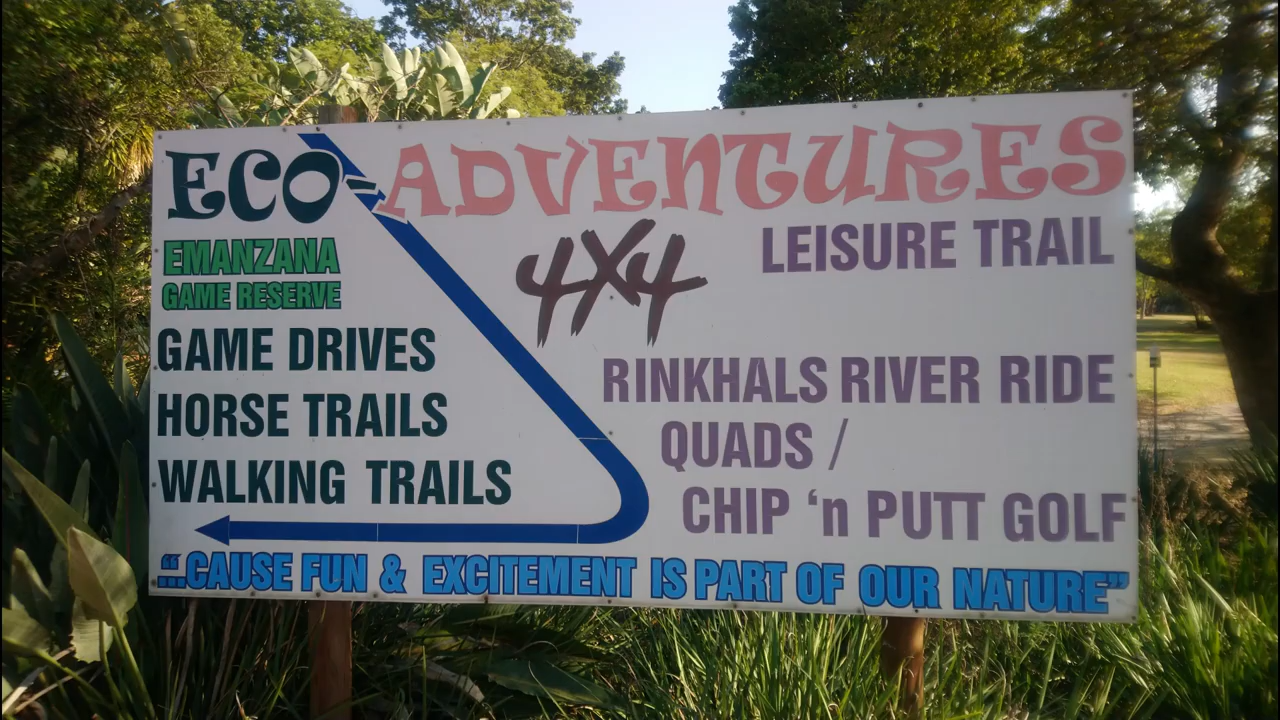 ECO ADVENTURES
EMANZANA
GAME RESERVE
GAME DRIVES
HORSE TRAILS
WALKING TRAILS
4X4
LEISURE TRAIL
RINKHALS RIVER RIDE
QUADS /
CHIP ‘n PUTT GOLF
“...CAUSE FUN & EXCITEMENT IS PART OF OUR NATURE”